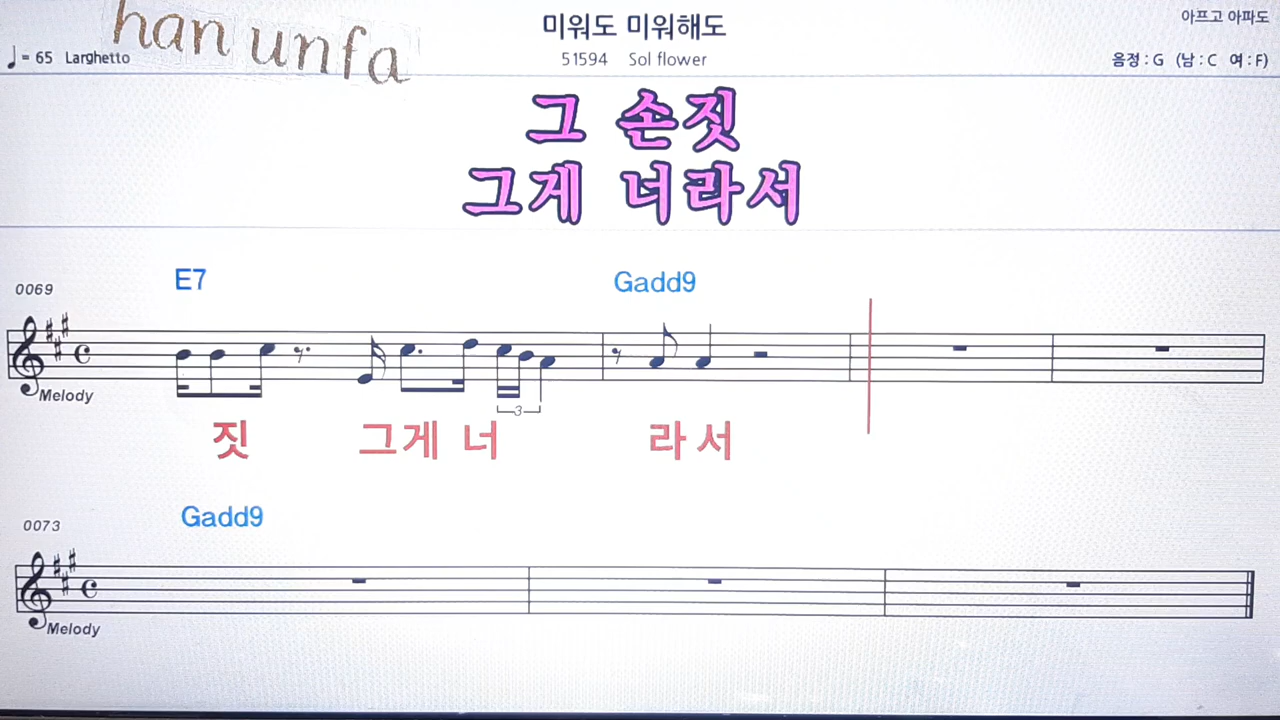 han unfa
미워도 미워해도
아프고 아파도
♩= 65 Larghetto
51594 Sol flower
음정 : G (남 : C 여 : F)
그 손짓
그게 너라서
E7 Gadd9
0069
Melody
3
짓 그게 너 라 서
Gadd9
0073
Melody